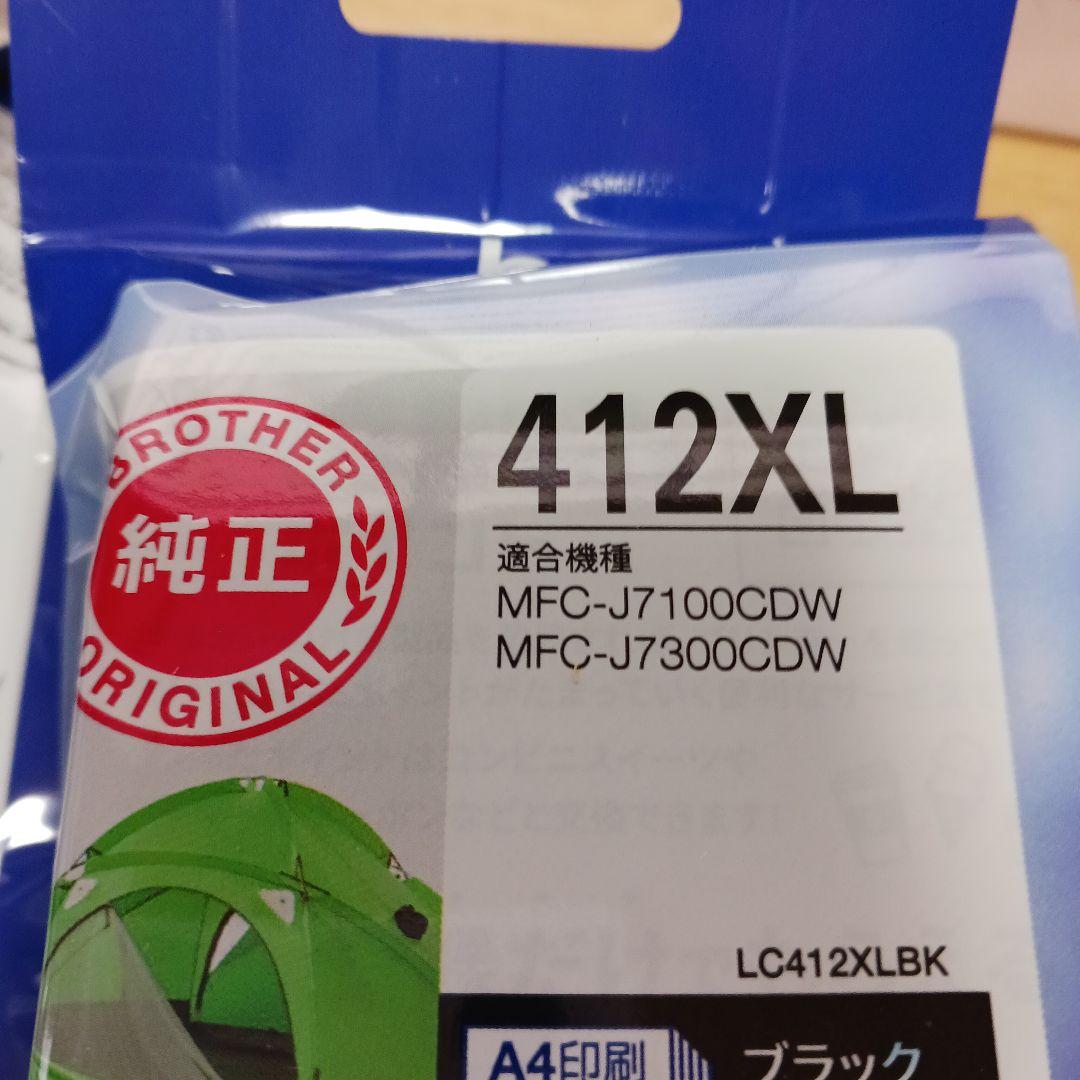 BROTHER
純正
ORIGINAL
412XL
適合機種
MFC-J7100CDW
MFC-J7300CDW
LC412XLBK
A4印刷
ブラック